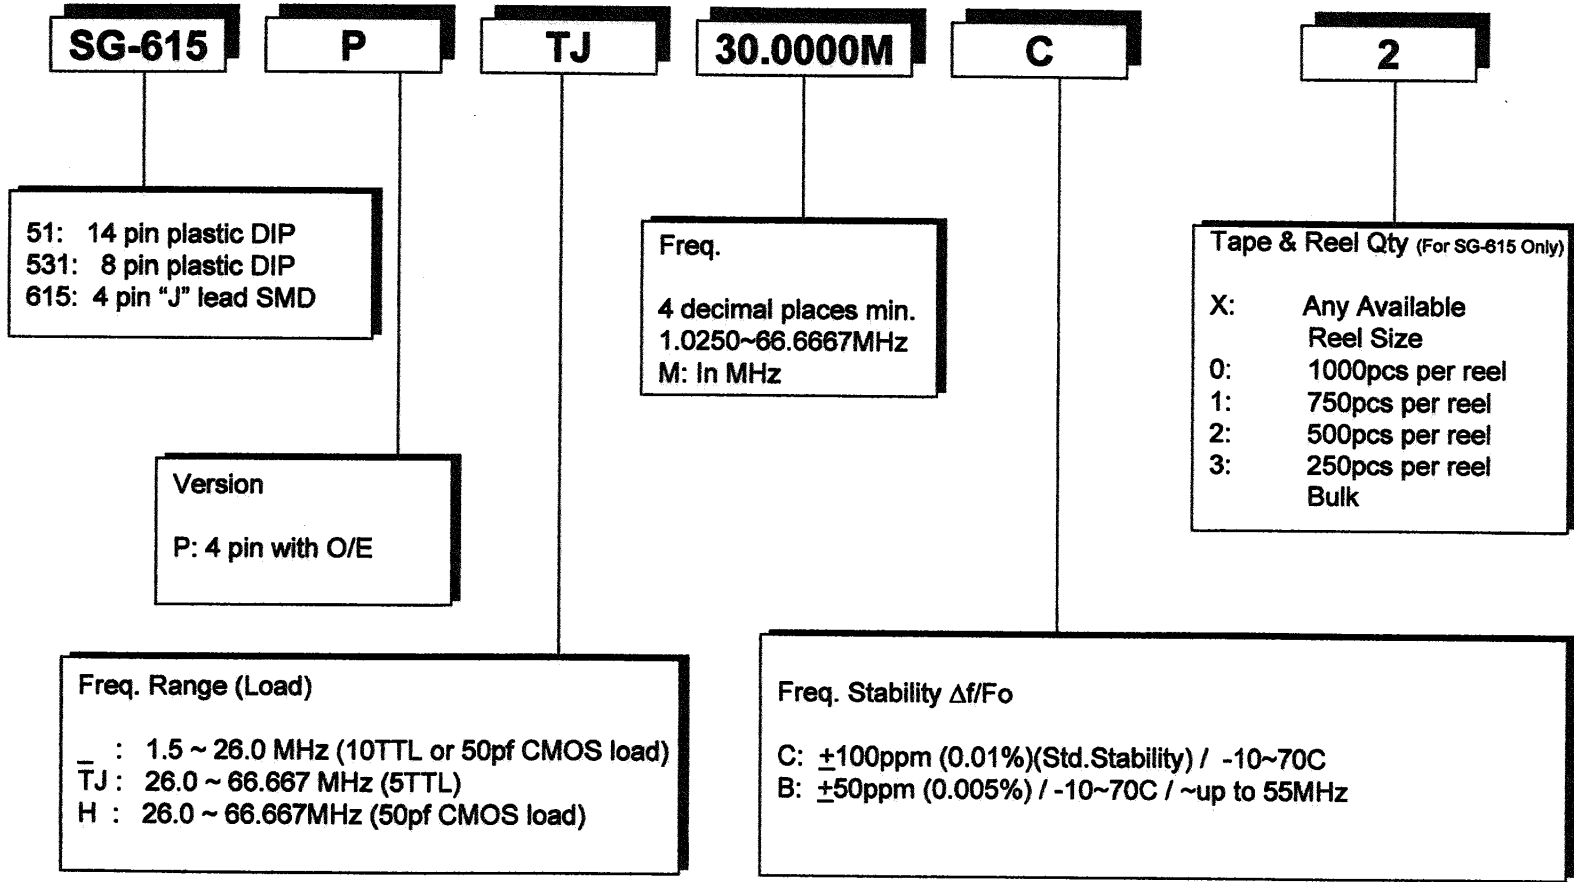 SG-615 P TJ 30.0000M C 2
51: 14 pin plastic DIP
531: 8 pin plastic DIP
615: 4 pin “J” lead SMD
Version
P: 4 pin with O/E
Freq. Range (Load)
_ : 1.5 ~ 26.0 MHz (10TTL or 50pf CMOS load)
TJ : 26.0 ~ 66.667 MHz (5TTL)
H : 26.0 ~ 66.667MHz (50pf CMOS load)
Freq.
4 decimal places min.
1.0250~66.6667MHz
M: In MHz
Freq. Stability Δf/Fo
C: ±100ppm (0.01%)(Std.Stability) / -10~70C
B: ±50ppm (0.005%) / -10~70C / ~up to 55MHz
Tape & Reel Qty (For SG-615 Only)
X: Any Available
Reel Size
0: 1000pcs per reel
1: 750pcs per reel
2: 500pcs per reel
3: 250pcs per reel
Bulk